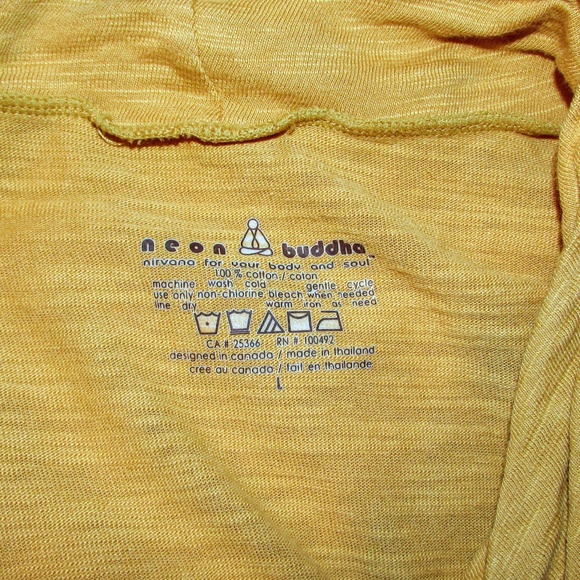 neon buddha™
nirvana for your body and soul™
100% cotton / coton
machine wash cold gentle cycle
use only non-chlorine bleach when needed
line dry warm iron as need
CA # 25366 RN # 100492
designed in canada / made in thailand
cree au canada / fait en thailande
L